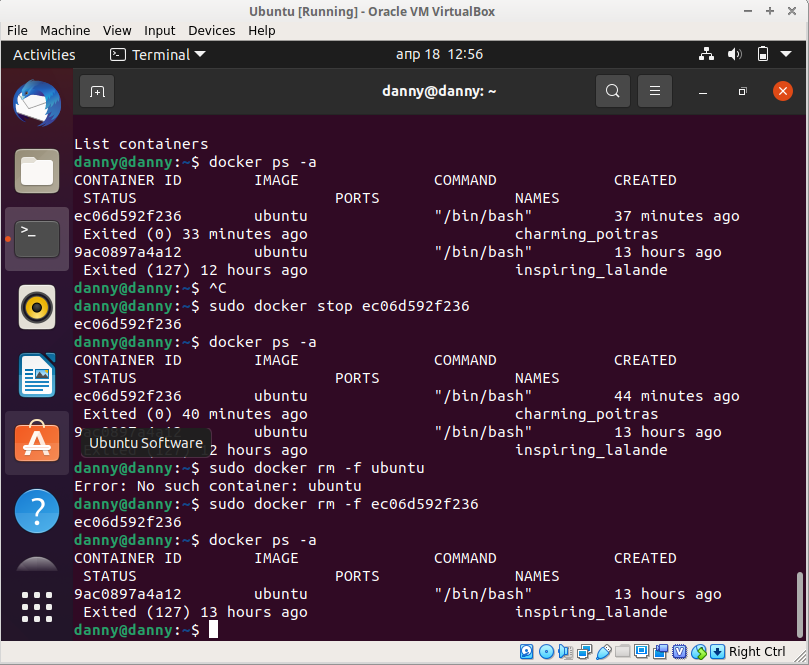 Ubuntu [Running] - Oracle VM VirtualBox
File Machine View Input Devices Help
Activities Terminal апр 18 12:56
danny@danny: ~
List containers
danny@danny:~$ docker ps -a
CONTAINER ID IMAGE COMMAND CREATED
STATUS PORTS NAMES
ec06d592f236 ubuntu "/bin/bash" 37 minutes ago
Exited (0) 33 minutes ago charming_poitras
9ac0897a4a12 ubuntu "/bin/bash" 13 hours ago
Exited (127) 12 hours ago inspiring_lalande
danny@danny:~$ ^C
danny@danny:~$ sudo docker stop ec06d592f236
ec06d592f236
danny@danny:~$ docker ps -a
CONTAINER ID IMAGE COMMAND CREATED
STATUS PORTS NAMES
ec06d592f236 ubuntu "/bin/bash" 44 minutes ago
Exited (0) 40 minutes ago charming_poitras
9 ubuntu "/bin/bash" 13 hours ago
Ubuntu Software
2 hours ago inspiring_lalande
danny@danny:~$ sudo docker rm -f ubuntu
Error: No such container: ubuntu
danny@danny:~$ sudo docker rm -f ec06d592f236
ec06d592f236
danny@danny:~$ docker ps -a
CONTAINER ID IMAGE COMMAND CREATED
STATUS PORTS NAMES
9ac0897a4a12 ubuntu "/bin/bash" 13 hours ago
Exited (127) 13 hours ago inspiring_lalande
danny@danny:~$
Right Ctrl